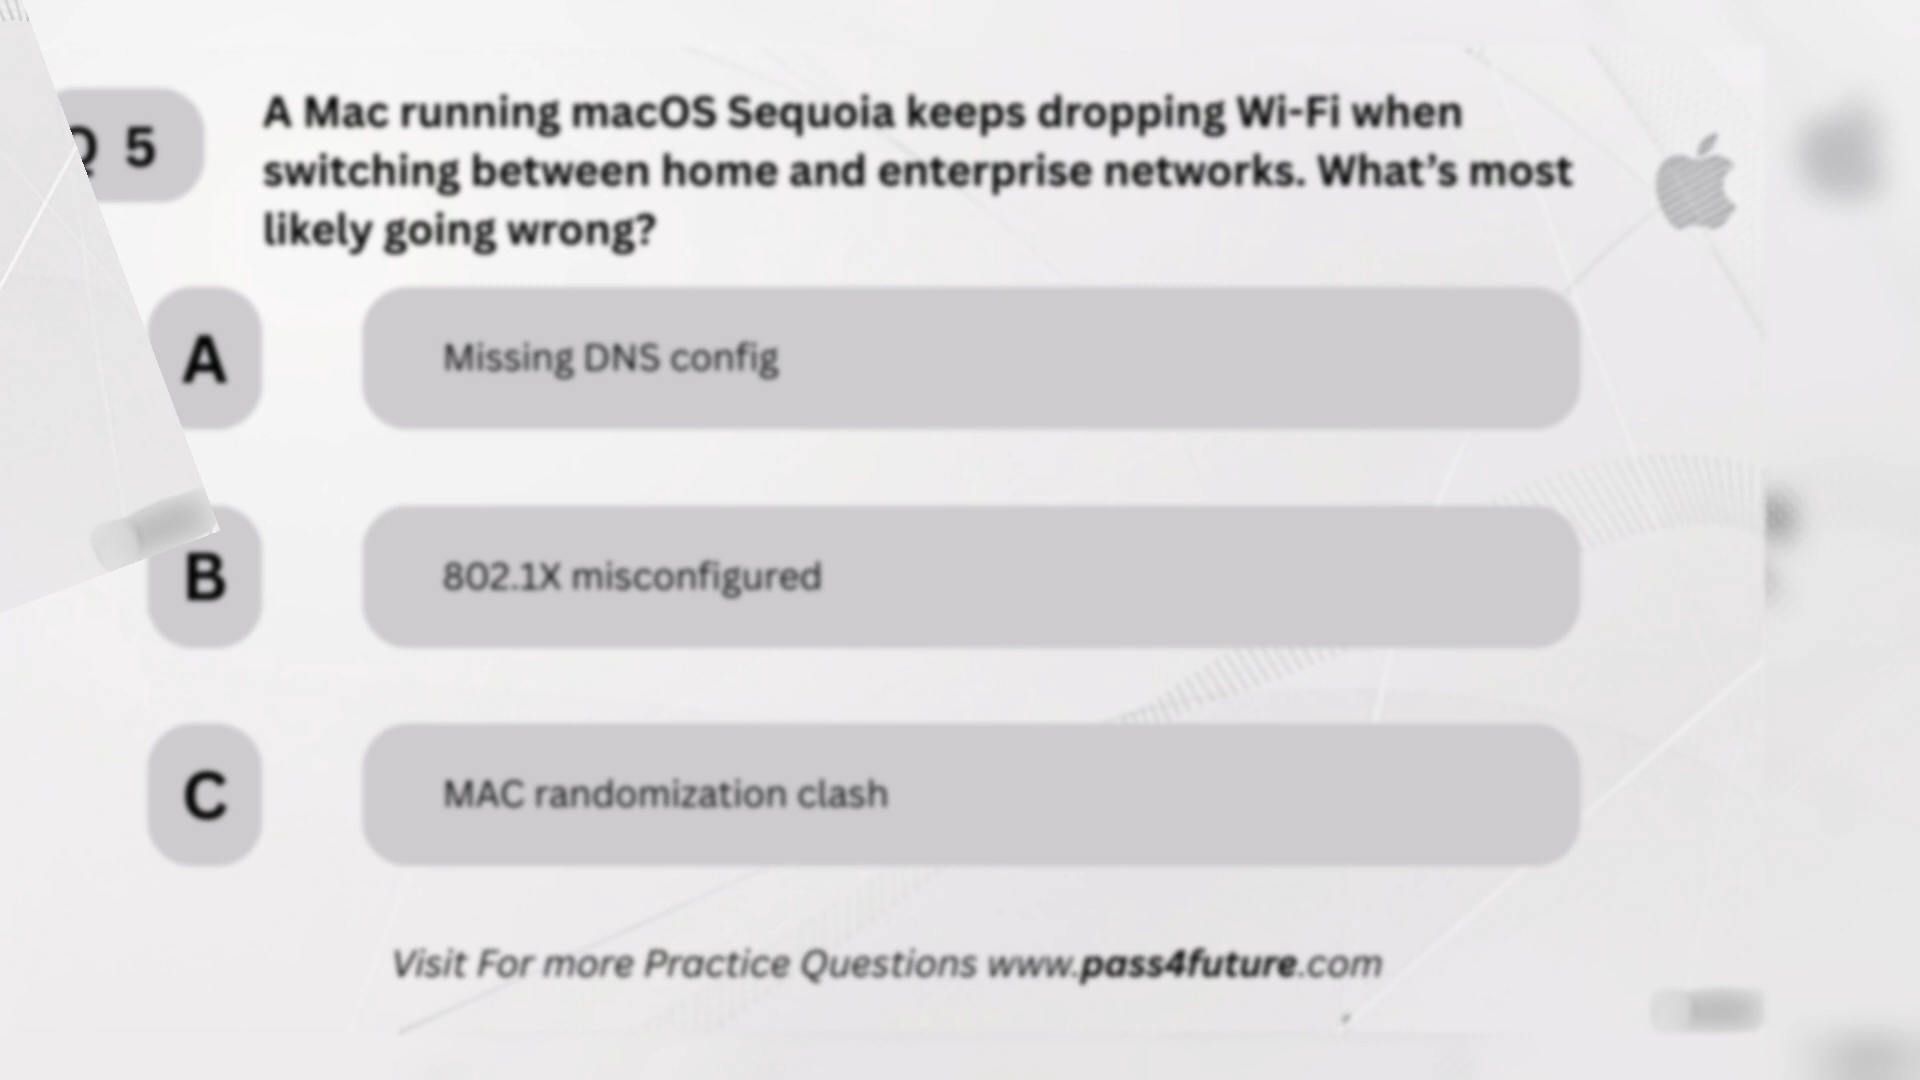 Q 5
A Mac running macOS Sequoia keeps dropping Wi-Fi when
switching between home and enterprise networks. What’s most
likely going wrong?
A
Missing DNS config
B
802.1X misconfigured
C
MAC randomization clash
Visit For more Practice Questions www.pass4future.com